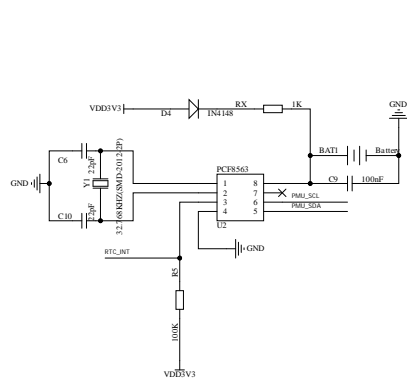 GND
VDD3V3
D4
IN4148
RX
1K
BAT1
Battery
C6
22pF
GND
Y1
32.768KHZ(SMD-2012-2P)
C10
22pF
PCF8563
1
2
3
4
8
7
6
5
U2
C9
100nF
PMU_SCL
PMU_SDA
GND
RTC_INT
R5
100K
VDD3V3